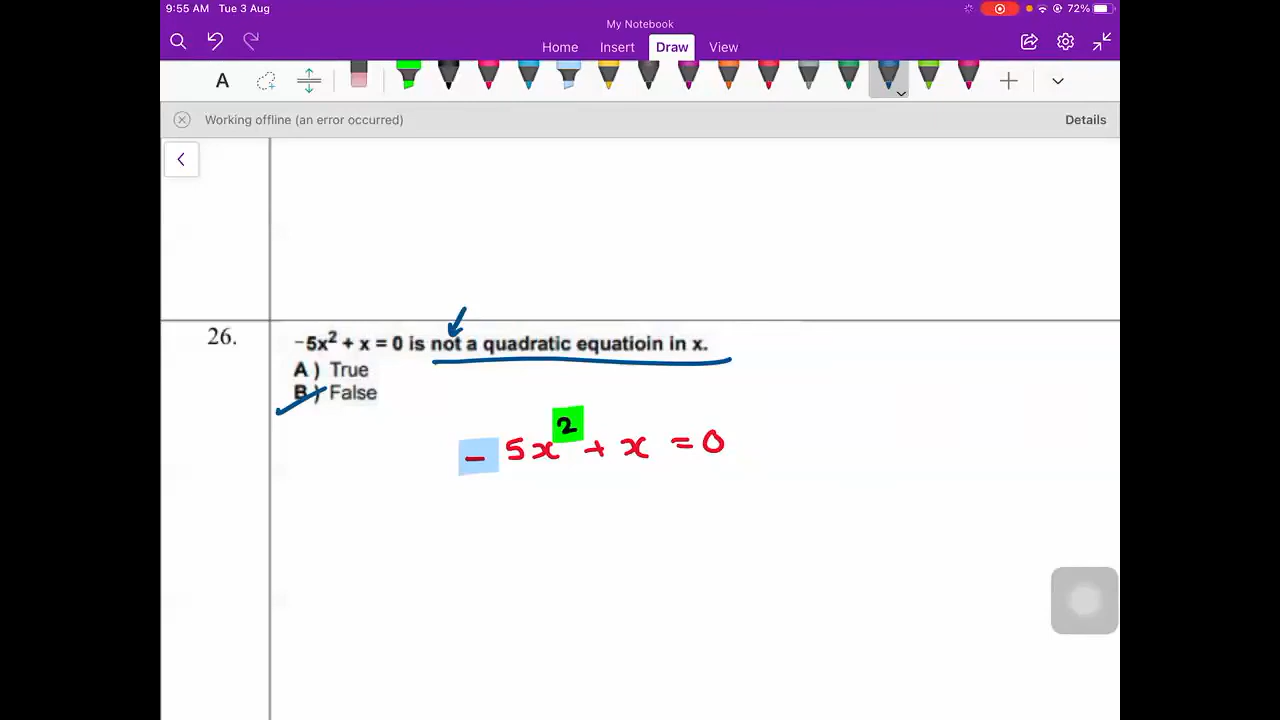 9:55 AM Tue 3 Aug
72%
My Notebook
Home Insert Draw View
A
Working offline (an error occurred) Details
26. -5x² + x = 0 is not a quadratic equatioin in x.
A ) True
B ) False
- 5x² + x = 0